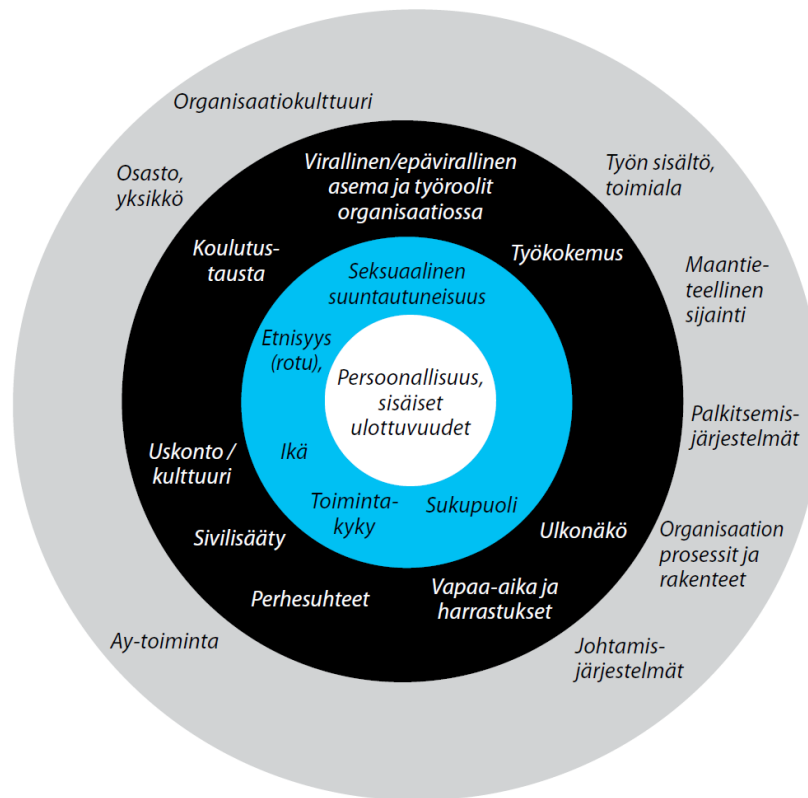 Organisaatiokulttuuri
Osasto,
yksikkö
Työn sisältö,
toimiala
Maantie-
teellinen
sijainti
Palkitsemis-
järjestelmät
Organisaation
prosessit ja
rakenteet
Johtamis-
järjestelmät
Ay-toiminta
Virallinen/epävirallinen
asema ja työroolit
organisaatiossa
Koulutus-
tausta
Työkokemus
Uskonto /
kulttuuri
Sivilisääty
Perhesuhteet
Vapaa-aika ja
harrastukset
Ulkonäkö
Seksuaalinen
suuntautuneisuus
Etnisyys
(rotu),
Ikä
Toiminta-
kyky
Sukupuoli
Persoonallisuus,
sisäiset
ulottuvuudet